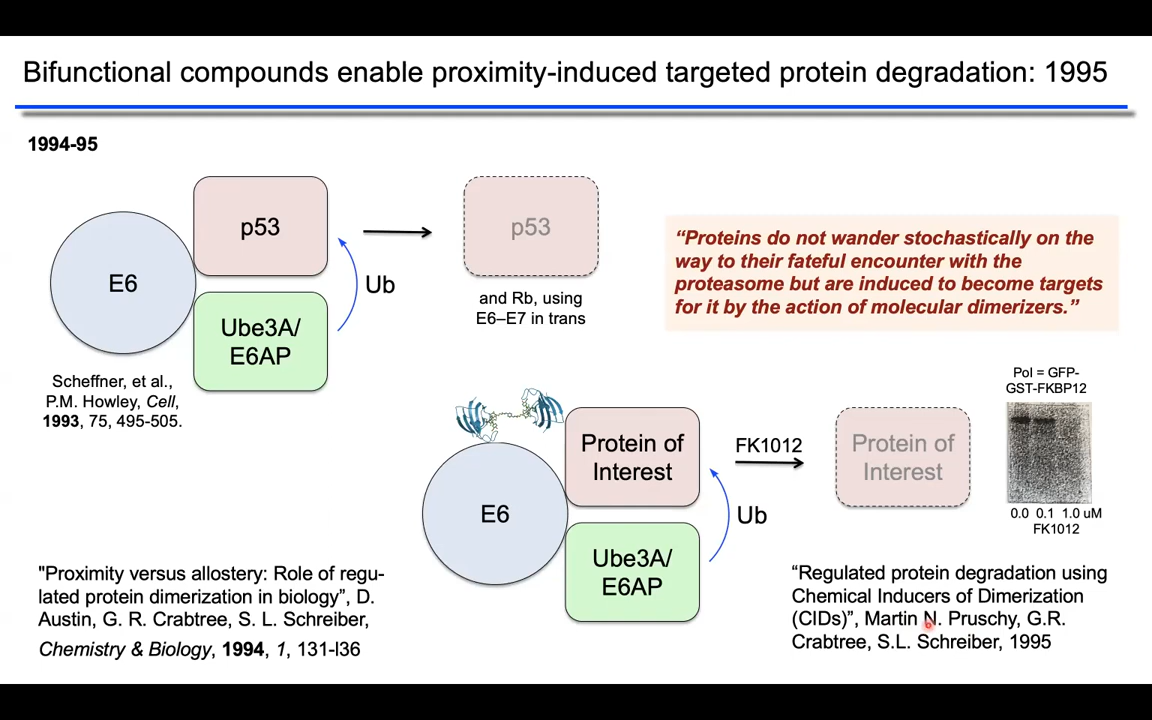 Bifunctional compounds enable proximity-induced targeted protein degradation: 1995
1994-95
p53
E6
Ube3A/
E6AP
Ub
p53
and Rb, using
E6–E7 in trans
Scheffner, et al.,
P.M. Howley, Cell,
1993, 75, 495-505.
“Proteins do not wander stochastically on the
way to their fateful encounter with the
proteasome but are induced to become targets
for it by the action of molecular dimerizers.”
Protein of
Interest
E6
Ube3A/
E6AP
Ub
FK1012
Protein of
Interest
Pol = GFP-
GST-FKBP12
0.0 0.1 1.0 uM
FK1012
"Proximity versus allostery: Role of regu-
lated protein dimerization in biology”, D.
Austin, G. R. Crabtree, S. L. Schreiber,
Chemistry & Biology, 1994, 1, 131-I36
“Regulated protein degradation using
Chemical Inducers of Dimerization
(CIDs)”, Martin N. Pruschy, G.R.
Crabtree, S.L. Schreiber, 1995